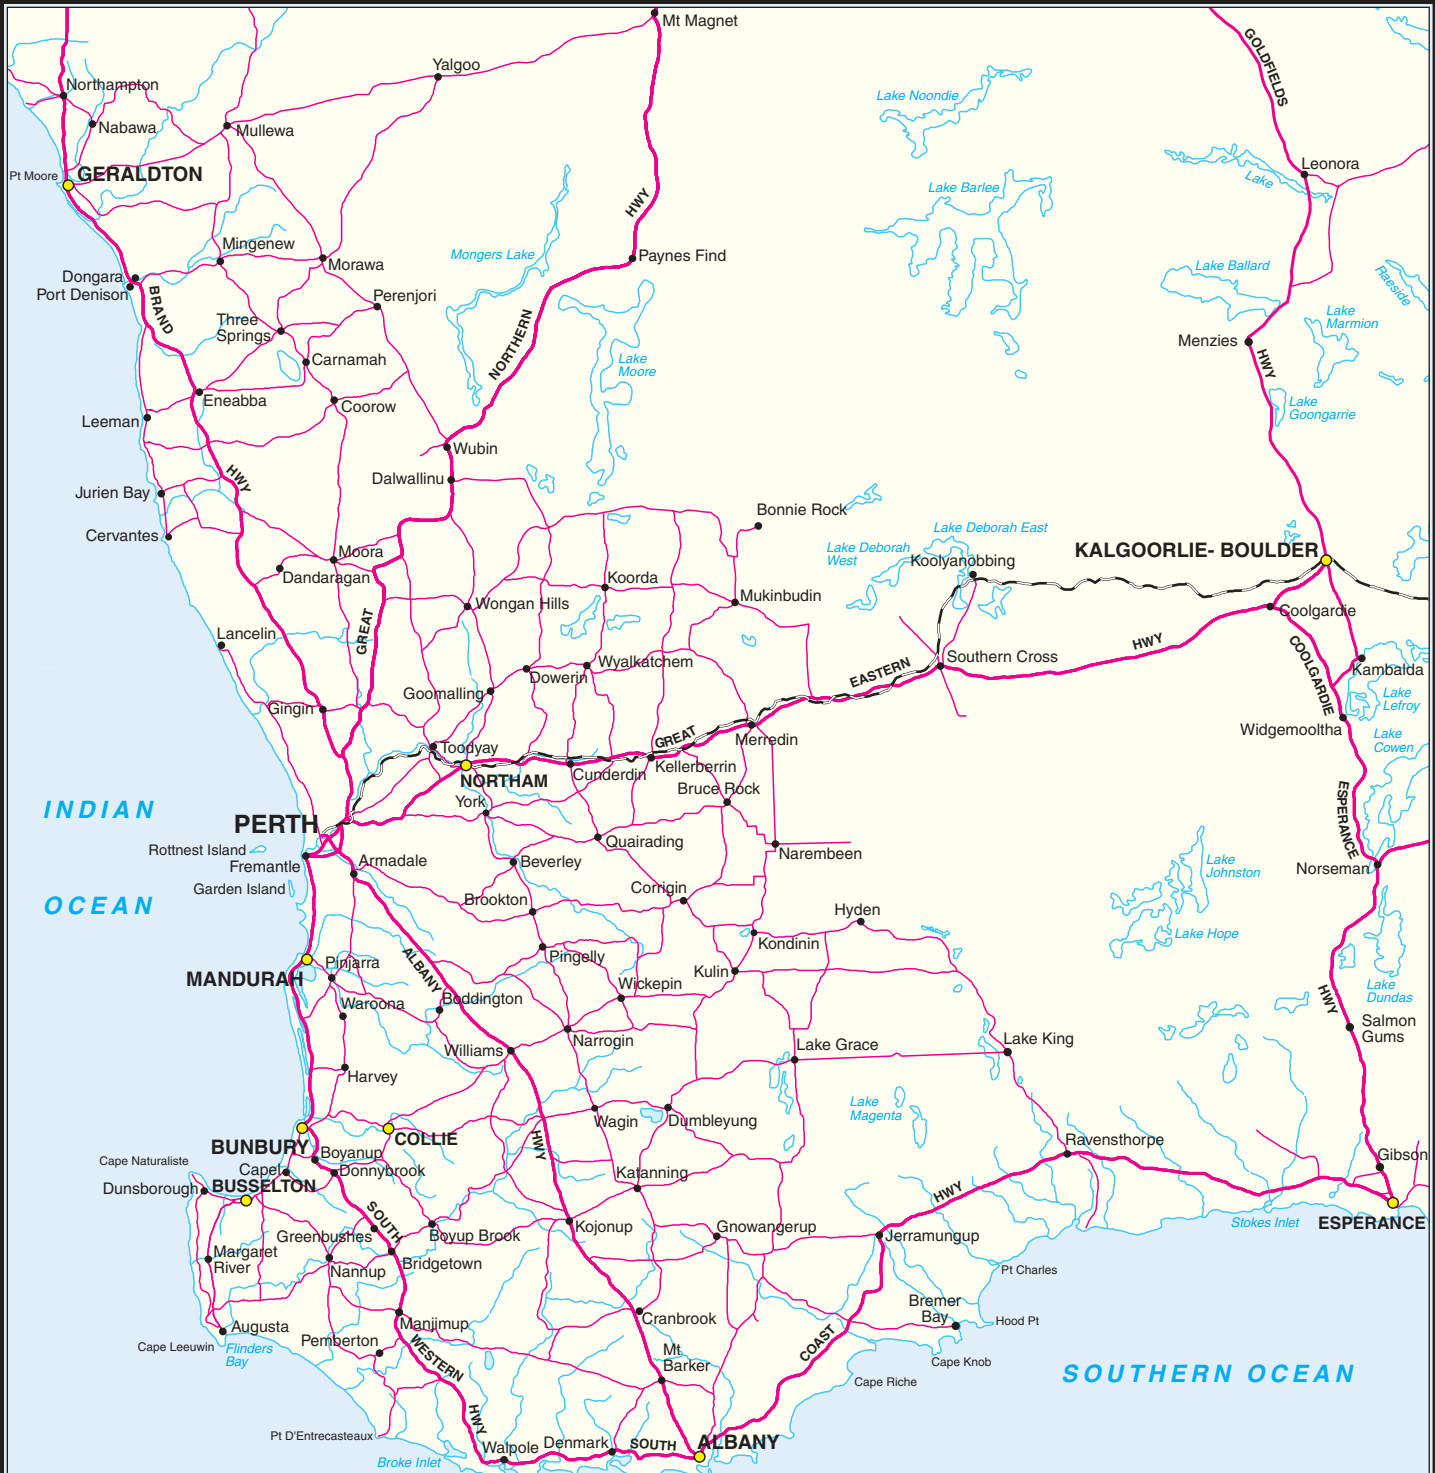 Mt Magnet
GOLDFIELDS
Yalgoo
Northampton
Lake Noondie
Nabawa
Mullewa
Leonora
Pt Moore
GERALDTON
Lake
Lake Barlee
HWY
Mingenew
Mongers Lake
Paynes Find
Morawa
Lake Ballard
Raeside
Dongara
Port Denison
BRAND
Perenjori
Three
Springs
NORTHERN
Lake
Marmion
Menzies
HWY
Carnamah
Lake
Moore
Eneabba
Coorow
Lake
Goongarrie
Leeman
Wubin
HWY
Dalwallinu
Jurien Bay
Bonnie Rock
Cervantes
Lake Deborah East
Lake Deborah
West
KALGOORLIE- BOULDER
Moora
Koolyanobbing
Dandaragan
Koorda
Mukinbudin
Wongan Hills
Coolgardie
GREAT
Lancelin
HWY
Wyalkatchem
Dowerin
Southern Cross
EASTERN
COOLGARDIE
Kambalda
Goomalling
Lake
Lefroy
Gingin
Widgemooltha
Lake
Cowen
Toodyay
GREAT
Merredin
Kellerberrin
Cunderdin
NORTHAM
Bruce Rock
York
ESPERANCE
INDIAN
PERTH
Quairading
Rottnest Island
Fremantle
Armadale
Beverley
Narembeen
Lake
Johnston
Norseman
Garden Island
Corrigin
Brookton
OCEAN
Hyden
Lake Hope
Kondinin
ALBANY
Pingelly
Pinjarra
MANDURAH
Kulin
Wickepin
Lake
Dundas
HWY
Waroona
Boddington
Salmon
Gums
Narrogin
Lake Grace
Lake King
Williams
Harvey
Lake
Magenta
Wagin
Dumbleyung
BUNBURY
COLLIE
HWY
Ravensthorpe
Boyanup
Gibson
Cape Naturaliste
Capel
Donnybrook
Katanning
Dunsborough
BUSSELTON
HWY
SOUTH
Kojonup
Gnowangerup
Stokes Inlet
ESPERANCE
Greenbushes
Boyup Brook
Jerramungup
Margaret
River
Nannup
Bridgetown
Pt Charles
Bremer
Bay
Hood Pt
Cranbrook
Augusta
Manjimup
Pemberton
Cape Leeuwin
Flinders
Bay
WESTERN
Mt
Barker
COAST
Cape Knob
SOUTHERN OCEAN
Cape Riche
HWY
Pt D'Entrecasteaux
Walpole
Denmark
SOUTH
ALBANY
Broke Inlet